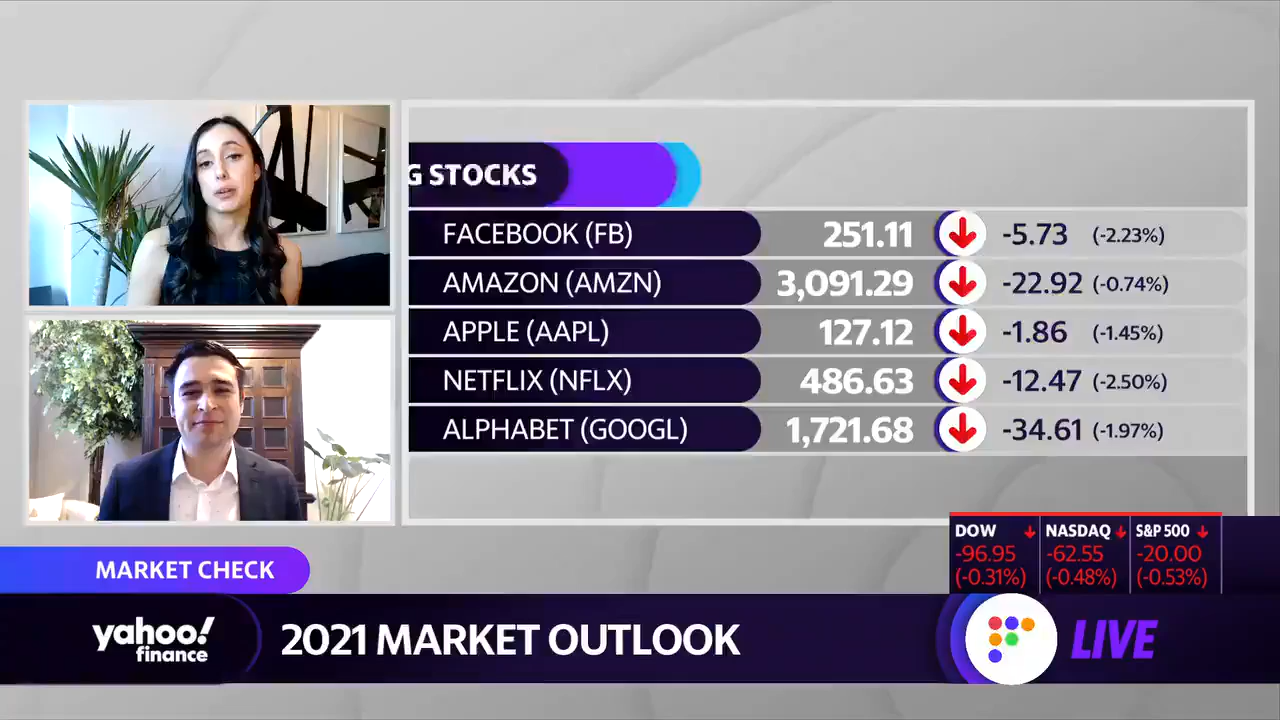 G STOCKS
FACEBOOK (FB) 251.11 -5.73 (-2.23%)
AMAZON (AMZN) 3,091.29 -22.92 (-0.74%)
APPLE (AAPL) 127.12 -1.86 (-1.45%)
NETFLIX (NFLX) 486.63 -12.47 (-2.50%)
ALPHABET (GOOGL) 1,721.68 -34.61 (-1.97%)
DOW NASDAQ S&P 500
-96.95 -62.55 -20.00
(-0.31%) (-0.48%) (-0.53%)
MARKET CHECK
yahoo!
finance
2021 MARKET OUTLOOK
LIVE